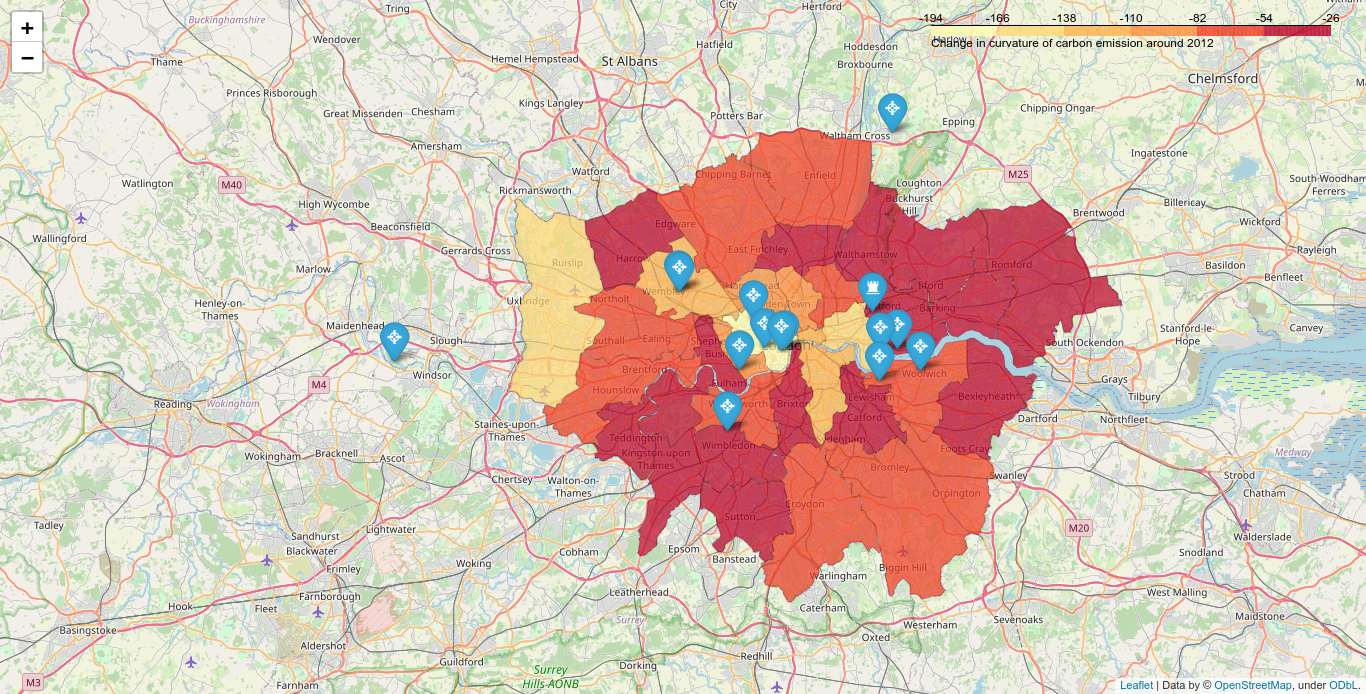 Tring
City
Hertford
-194 -166 -138 -110 -82 -54 -26
Change in curvature of carbon emission around 2012
+
−
Buckinghamshire
Wendover
Hemel Hempstead
St Albans
Hatfield
Hoddesdon
Harlow
Broxbourne
Thame
Chelmsford
Princes Risborough
Great Missenden
Chesham
Kings Langley
Potters Bar
Waltham Cross
Epping
Chipping Ongar
Amersham
Ingatestone
Watlington
M40
Rickmansworth
Watford
Chipping Barnet
Enfield
Loughton
M25
South Woodham
Ferrers
High Wycombe
Buckhurst
Hill
Brentwood
Billericay
Wickford
Beaconsfield
Edgware
Wallingford
Gerrards Cross
Harrow
East Finchley
Walthamstow
Rayleigh
Marlow
Ruislip
Romford
Basildon
Benfleet
Henley-on-
Thames
Uxbridge
Northolt
Wembley
Ilford
Barking
Maidenhead
Slough
Southall
Ealing
Stanford-le-
Hope
Canvey
South Ockendon
Windsor
M4
Brentford
Fulham
Woolwich
Grays
Hounslow
Lewisham
Bexleyheath
Tilbury
Reading
Wokingham
Brixton
Catford
Dartford
Northfleet
Staines-upon-
Thames
Teddington
Wimbledon
Sydenham
Foots Cray
Kingston upon
Thames
Wokingham
Bracknell
Ascot
Medway
Chertsey
Walton-on-
Thames
Bromley
Swanley
Strood
Chatham
Orpington
Croydon
Sutton
Tadley
Lightwater
M20
Sandhurst
Blackwater
Walderslade
Cobham
Epsom
Banstead
Snodland
Frimley
Woking
Biggin Hill
Warlingham
Leatherhead
Farnborough
West Malling
Hook
Fleet
Caterham
Surrey
Westerham
Sevenoaks
Maidstone
Basingstoke
Aldershot
Oxted
Redhill
Guildford
Dorking
Surrey
Hills AONB
M3
Farnham
Leaflet | Data by © OpenStreetMap, under ODbL.